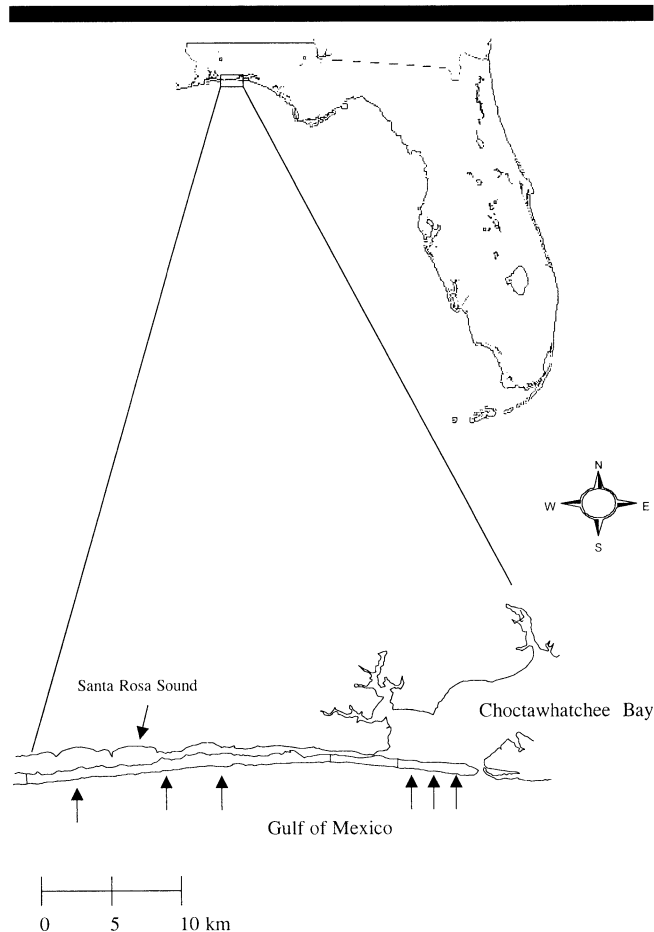 N
W E
S
Santa Rosa Sound
Choctawhatchee Bay
Gulf of Mexico
0 5 10 km